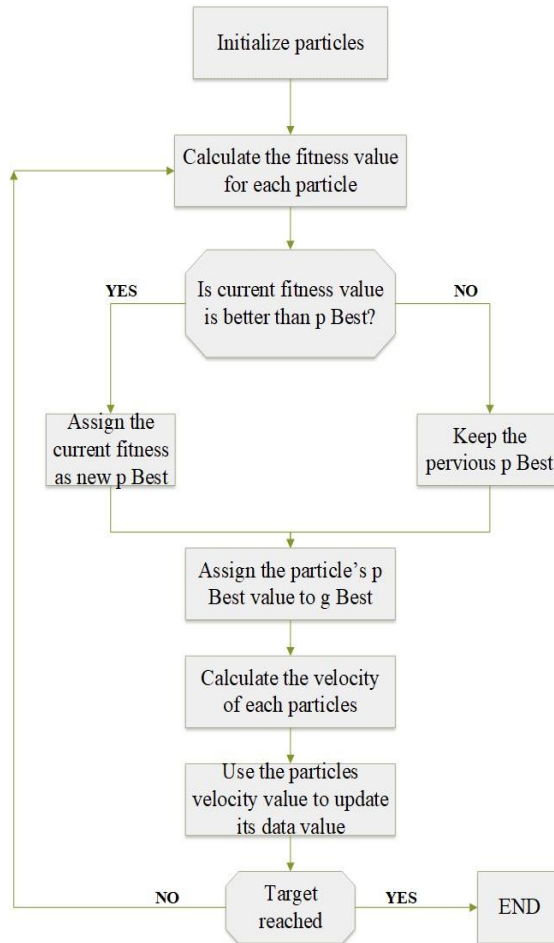 Initialize particles
Calculate the fitness value
for each particle
Is current fitness value
is better than p Best?
YES
NO
Assign the
current fitness
as new p Best
Keep the
pervious p Best
Assign the particle's p
Best value to g Best
Calculate the velocity
of each particles
Use the particles
velocity value to update
its data value
Target
reached
NO
YES
END